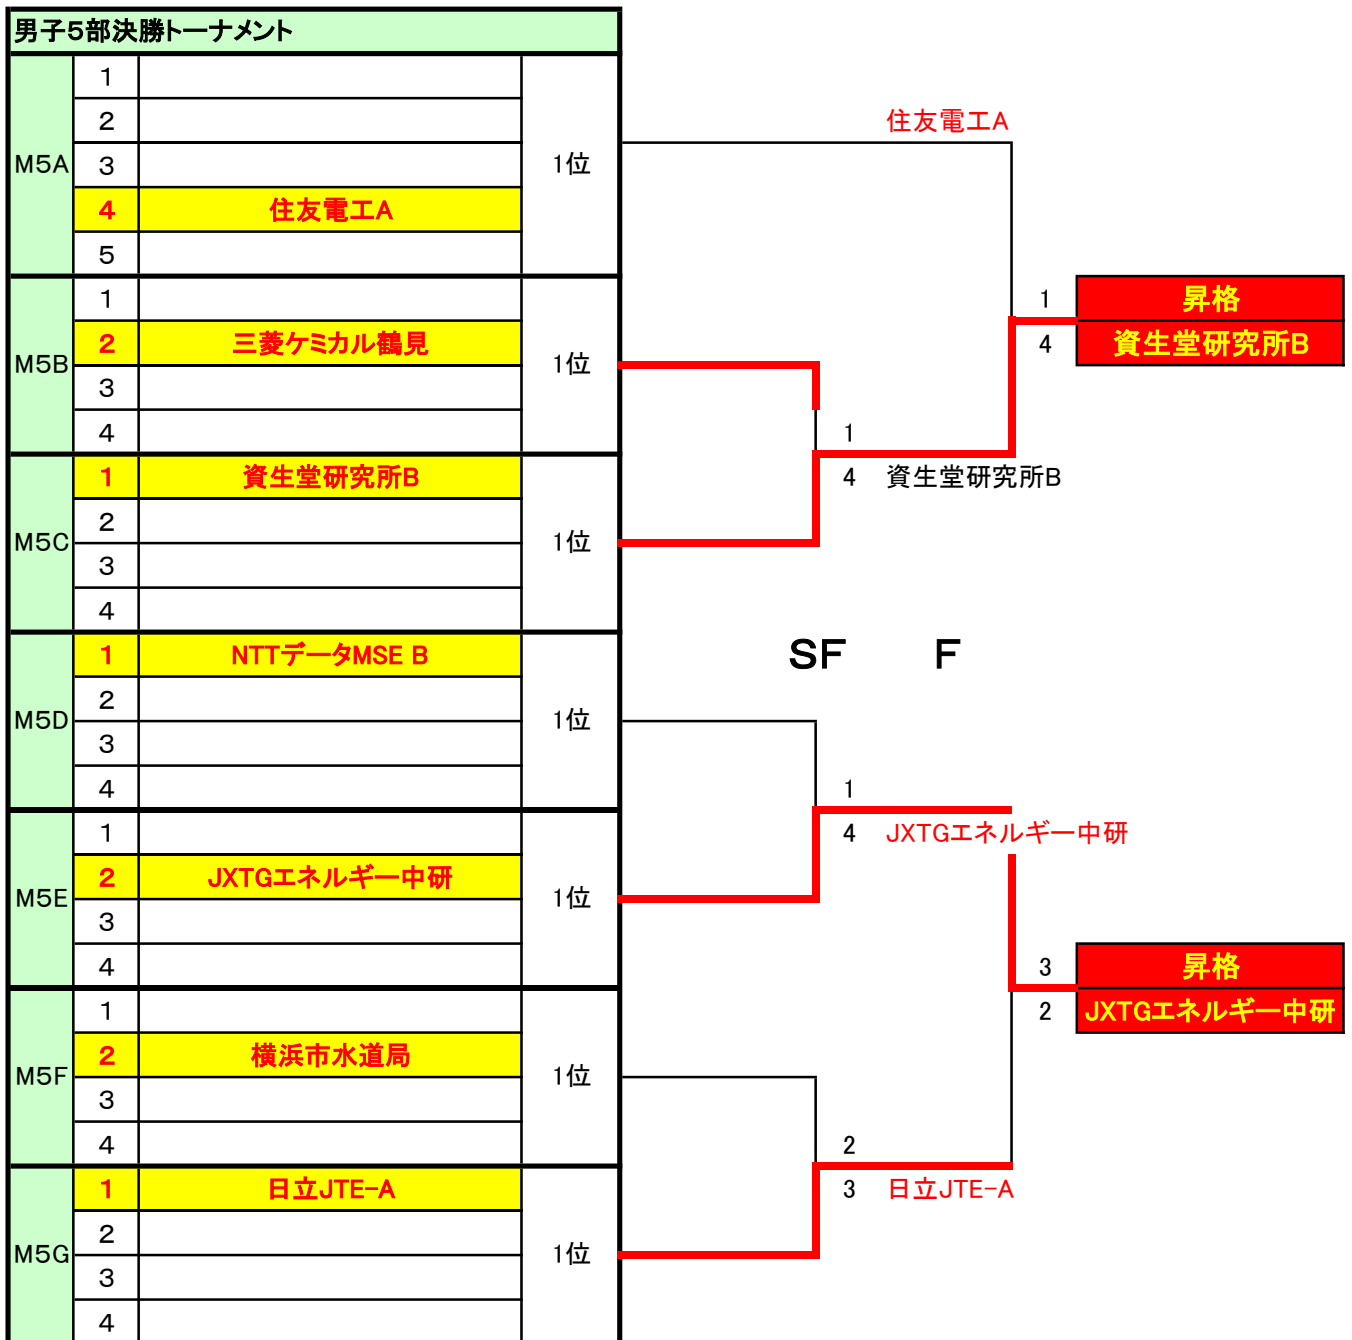 男子5部決勝トーナメント
M5A
1
2
3
4 住友電工A
5
1位
住友電工A
M5B
1
2 三菱ケミカル鶴見
3
4
1位
1 昇格
4 資生堂研究所B
1
4 資生堂研究所B
M5C
1 資生堂研究所B
2
3
4
1位
SF F
M5D
1 NTTデータMSE B
2
3
4
1位
1
4 JXTGエネルギー中研
M5E
1
2 JXTGエネルギー中研
3
4
1位
3 昇格
2 JXTGエネルギー中研
M5F
1
2 横浜市水道局
3
4
1位
2
3 日立JTE-A
M5G
1 日立JTE-A
2
3
4
1位